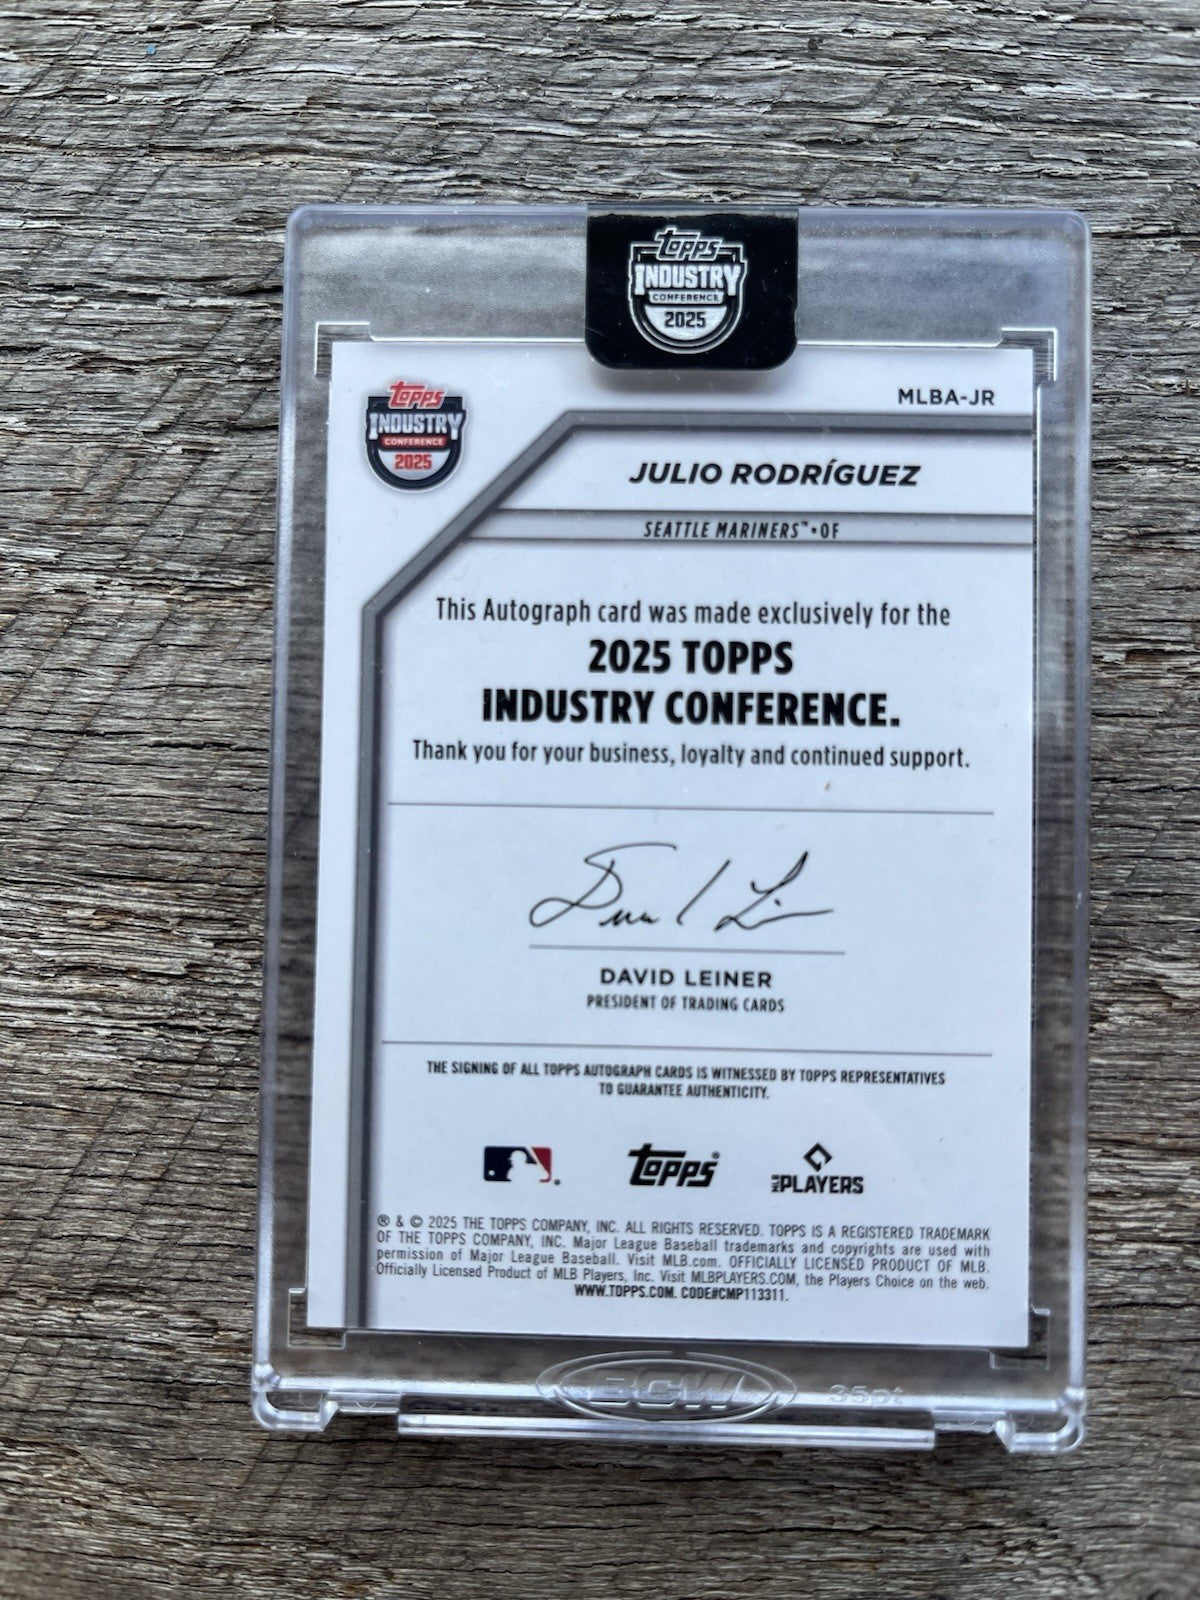 Topps
INDUSTRY
CONFERENCE
2025
Topps
INDUSTRY
CONFERENCE
2025
MLBA-JR
JULIO RODRÍGUEZ
SEATTLE MARINERS™•OF
This Autograph card was made exclusively for the
2025 TOPPS
INDUSTRY CONFERENCE.
Thank you for your business, loyalty and continued support.
DAVID LEINER
PRESIDENT OF TRADING CARDS
THE SIGNING OF ALL TOPPS AUTOGRAPH CARDS IS WITNESSED BY TOPPS REPRESENTATIVES
TO GUARANTEE AUTHENTICITY.
Topps®
MLB PLAYERS
® & © 2025 THE TOPPS COMPANY, INC. ALL RIGHTS RESERVED. TOPPS IS A REGISTERED TRADEMARK
OF THE TOPPS COMPANY, INC. Major League Baseball trademarks and copyrights are used with
permission of Major League Baseball. Visit MLB.com. OFFICIALLY LICENSED PRODUCT OF MLB.
Officially Licensed Product of MLB Players, Inc. Visit MLBPLAYERS.COM, the Players Choice on the web.
WWW.TOPPS.COM. CODE#CMP113311.
BCW 35pt